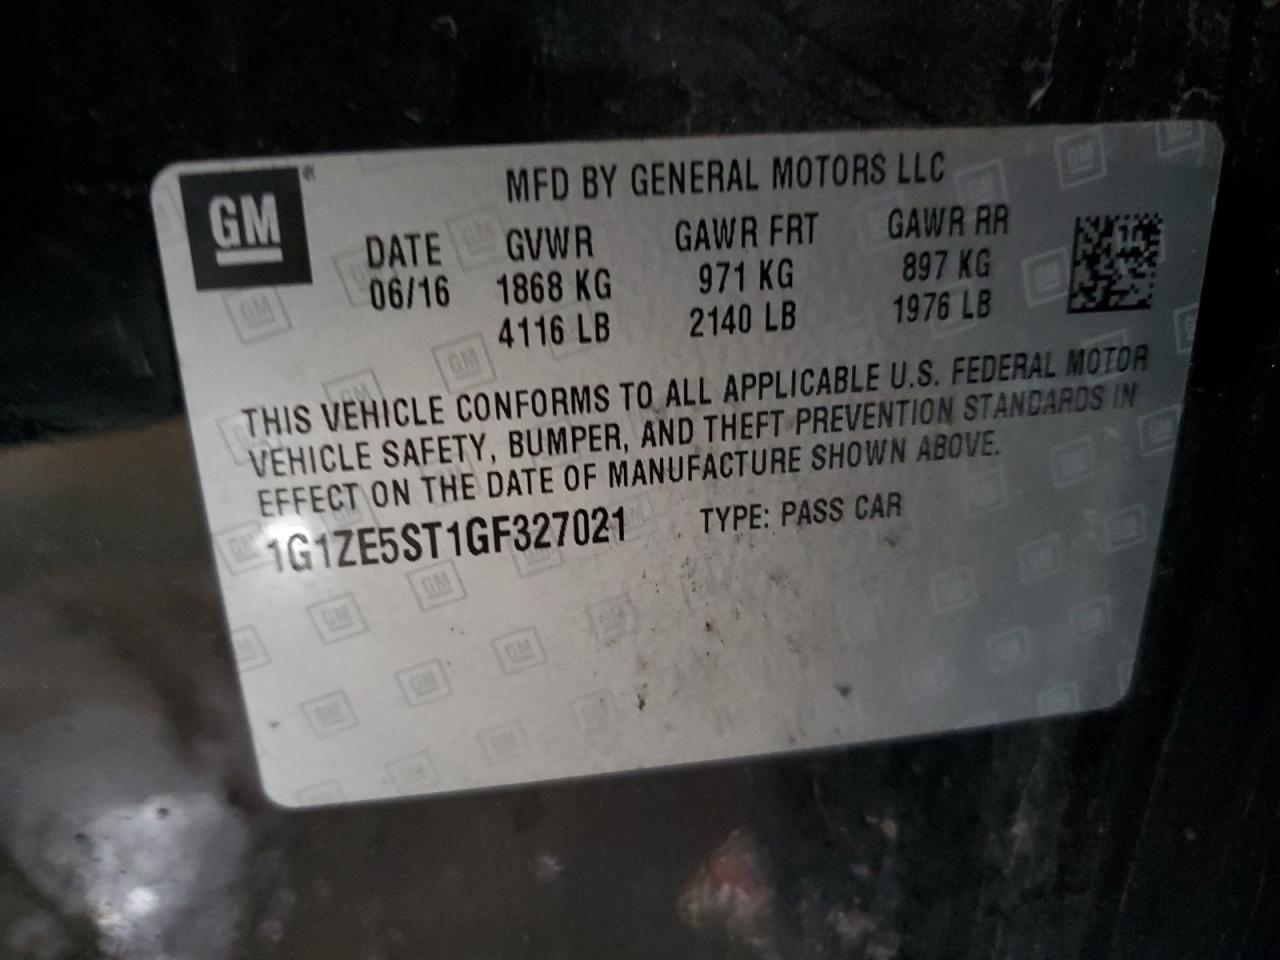 GM®
MFD BY GENERAL MOTORS LLC
DATE GVWR GAWR FRT GAWR RR
06/16 1868 KG 971 KG 897 KG
4116 LB 2140 LB 1976 LB
THIS VEHICLE CONFORMS TO ALL APPLICABLE U.S. FEDERAL MOTOR
VEHICLE SAFETY, BUMPER, AND THEFT PREVENTION STANDARDS IN
EFFECT ON THE DATE OF MANUFACTURE SHOWN ABOVE.
1G1ZE5ST1GF327021 TYPE: PASS CAR